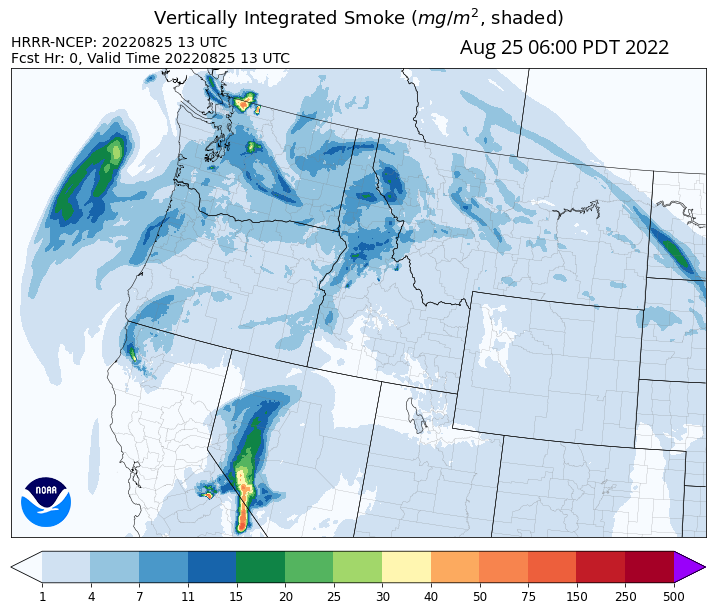 Vertically Integrated Smoke (mg/m², shaded)
HRRR-NCEP: 20220825 13 UTC
Aug 25 06:00 PDT 2022
Fcst Hr: 0, Valid Time 20220825 13 UTC
NOAA
1 4 7 11 15 20 25 30 40 50 75 150 250 500